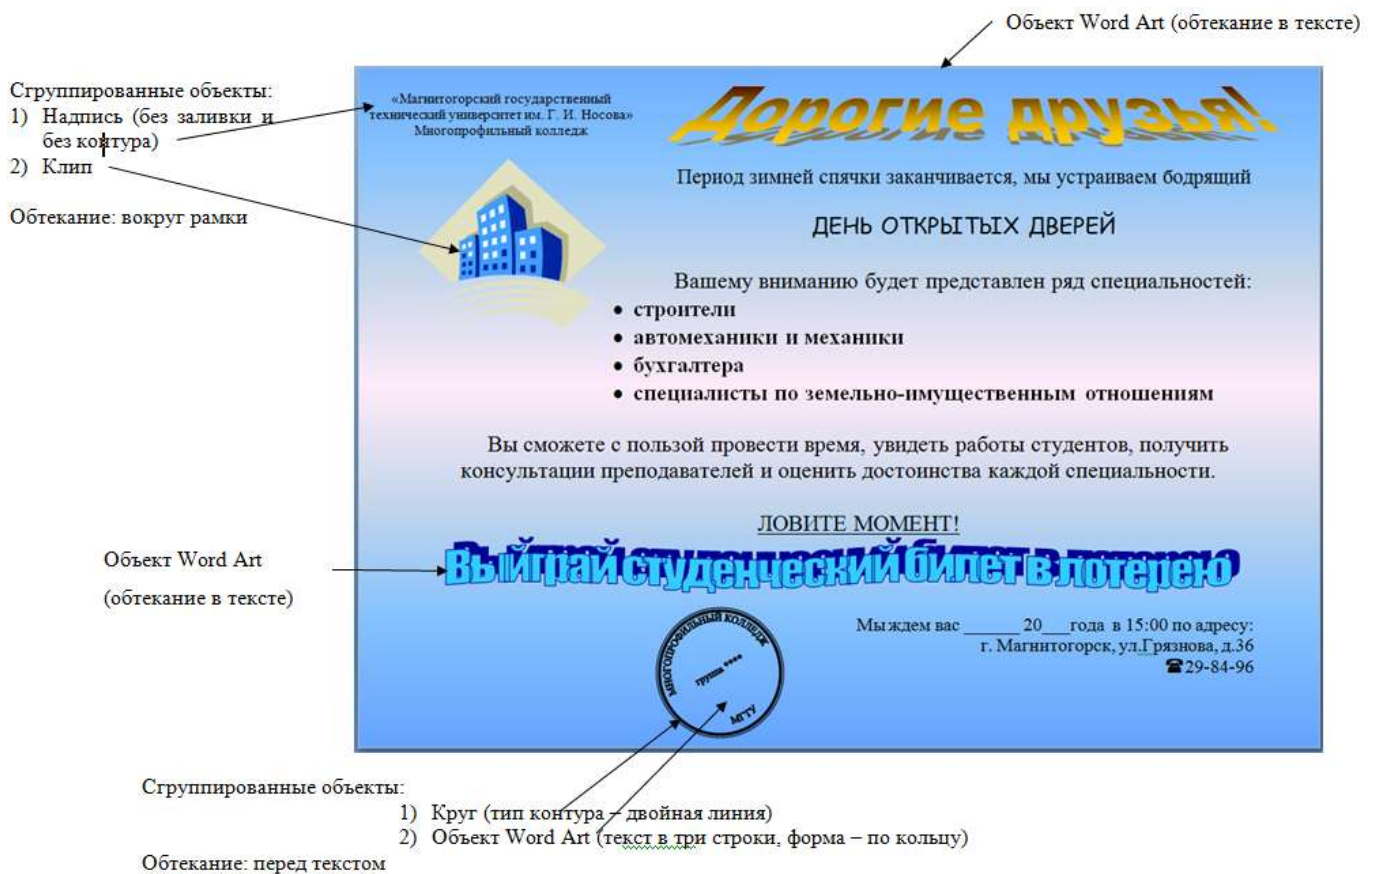 Объект Word Art (обтекание в тексте)
Сгруппированные объекты:
1) Надпись (без заливки и
без контура)
2) Клип
Обтекание: вокруг рамки
«Магнитогорский государственный
технический университет им. Г. И. Носова»
Многопрофильный колледж
Дорогие друзья!
Период зимней спячки заканчивается, мы устраиваем бодрящий
ДЕНЬ ОТКРЫТЫХ ДВЕРЕЙ
Вашему вниманию будет представлен ряд специальностей:
• строители
• автомеханики и механики
• бухгалтера
• специалисты по земельно-имущественным отношениям
Вы сможете с пользой провести время, увидеть работы студентов, получить
консультации преподавателей и оценить достоинства каждой специальности.
ЛОВИТЕ МОМЕНТ!
Объект Word Art
(обтекание в тексте)
Выйграй студенческий билет в лотерею
МНОГОПРОФИЛЬНЫЙ КОЛЛЕДЖ
группа ****
МГТУ
Мы ждем вас ______ 20___года в 15:00 по адресу:
г. Магнитогорск, ул.Грязнова, д.36
☎29-84-96
Сгруппированные объекты:
1) Круг (тип контура – двойная линия)
2) Объект Word Art (текст в три строки, форма – по кольцу)
Обтекание: перед текстом